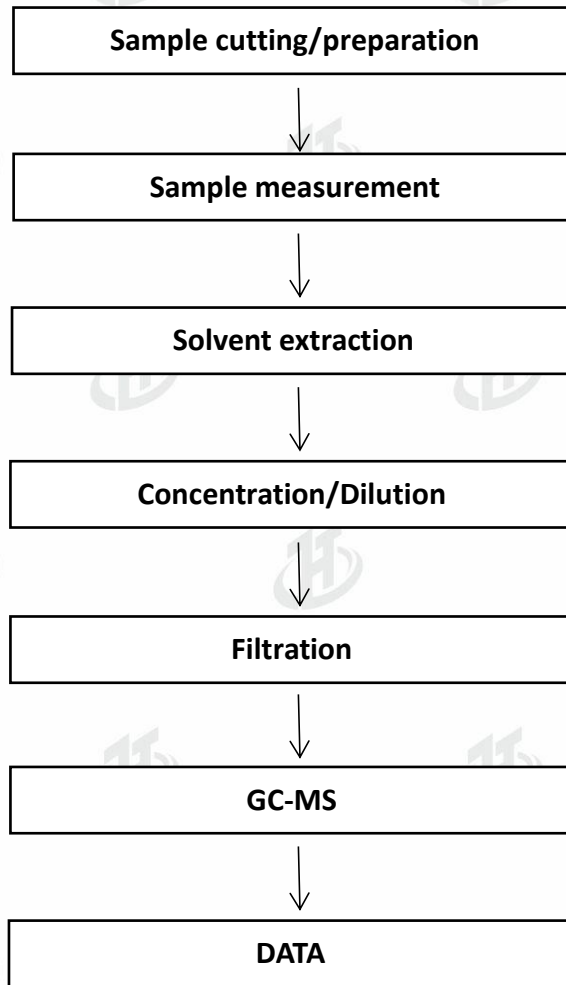 Sample cutting/preparation
Sample measurement
Solvent extraction
Concentration/Dilution
Filtration
GC-MS
DATA